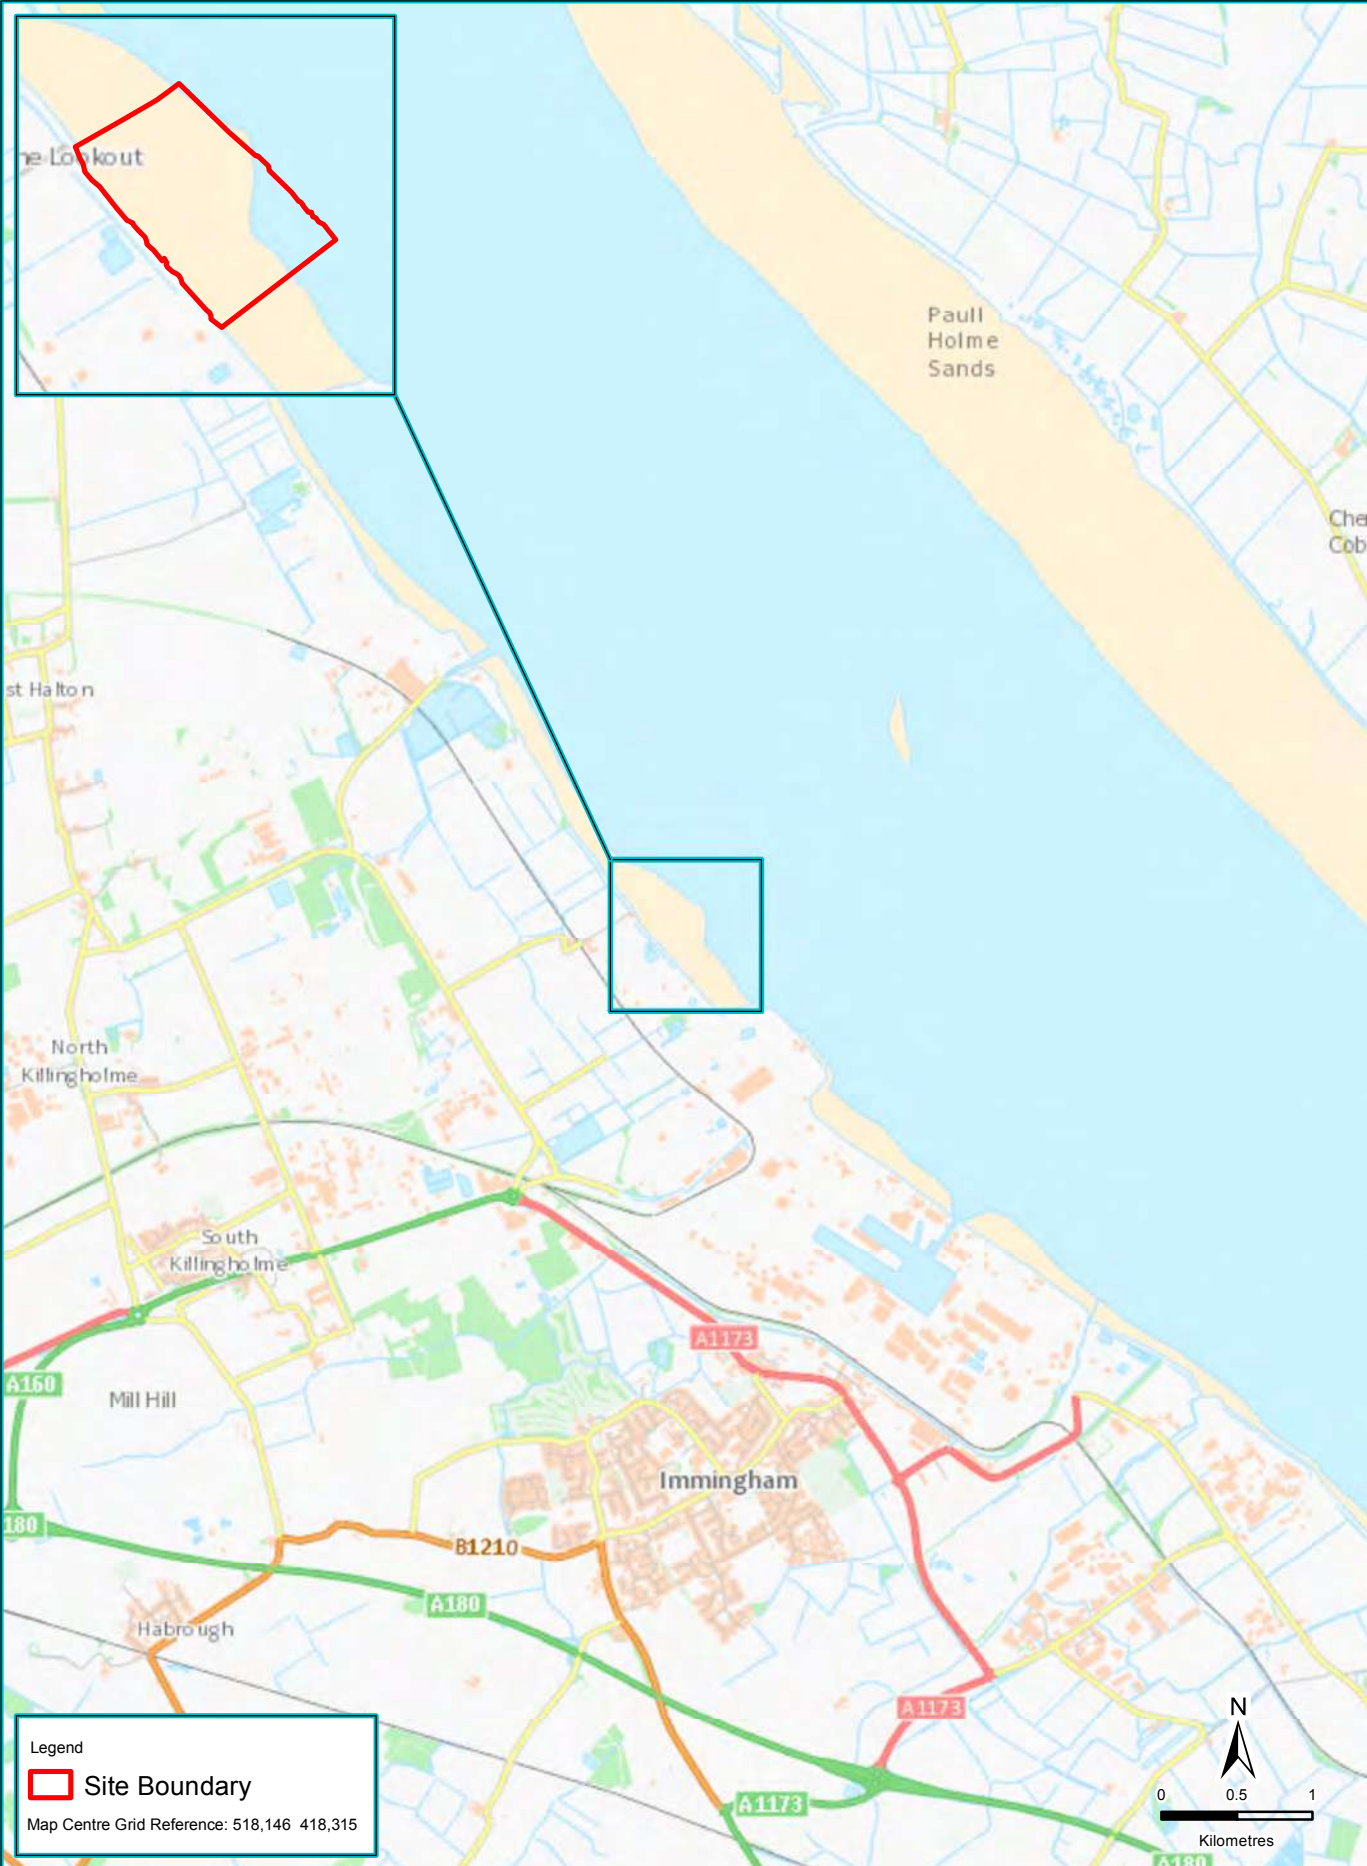 he Lookout
Paull
Holme
Sands
Che
Cob
st Halton
North
Killingholme
South
Killingholme
A1173
A160
Mill Hill
Immingham
180
B1210
A180
Habrough
A1173
A1173
A180
Legend
Site Boundary
Map Centre Grid Reference: 518,146 418,315
N
0 0.5 1
Kilometres